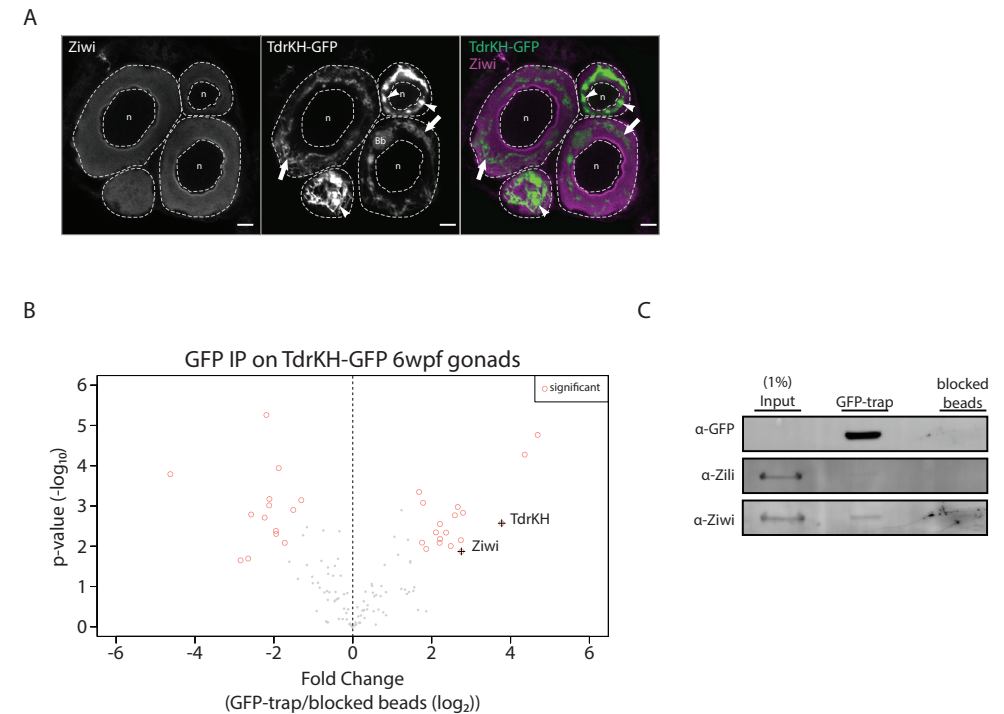 A
Ziwi
TdrKH-GFP
TdrKH-GFP
Ziwi
n
n
n
n
Bb
n
n
n
n
n
B
GFP IP on TdrKH-GFP 6wpf gonads
significant
p-value (-log₁₀)
6
5
4
3
2
1
0
TdrKH
Ziwi
-6
-4
-2
0
2
4
6
Fold Change
(GFP-trap/blocked beads (log₂))
C
(1%)
Input
GFP-trap
blocked
beads
α-GFP
α-Zili
α-Ziwi